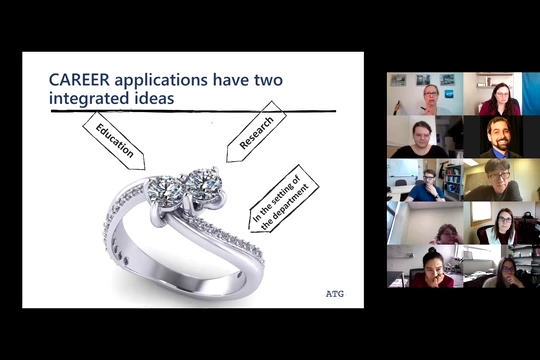 CAREER applications have two
integrated ideas
Education
Research
In the setting of
the department
ATG